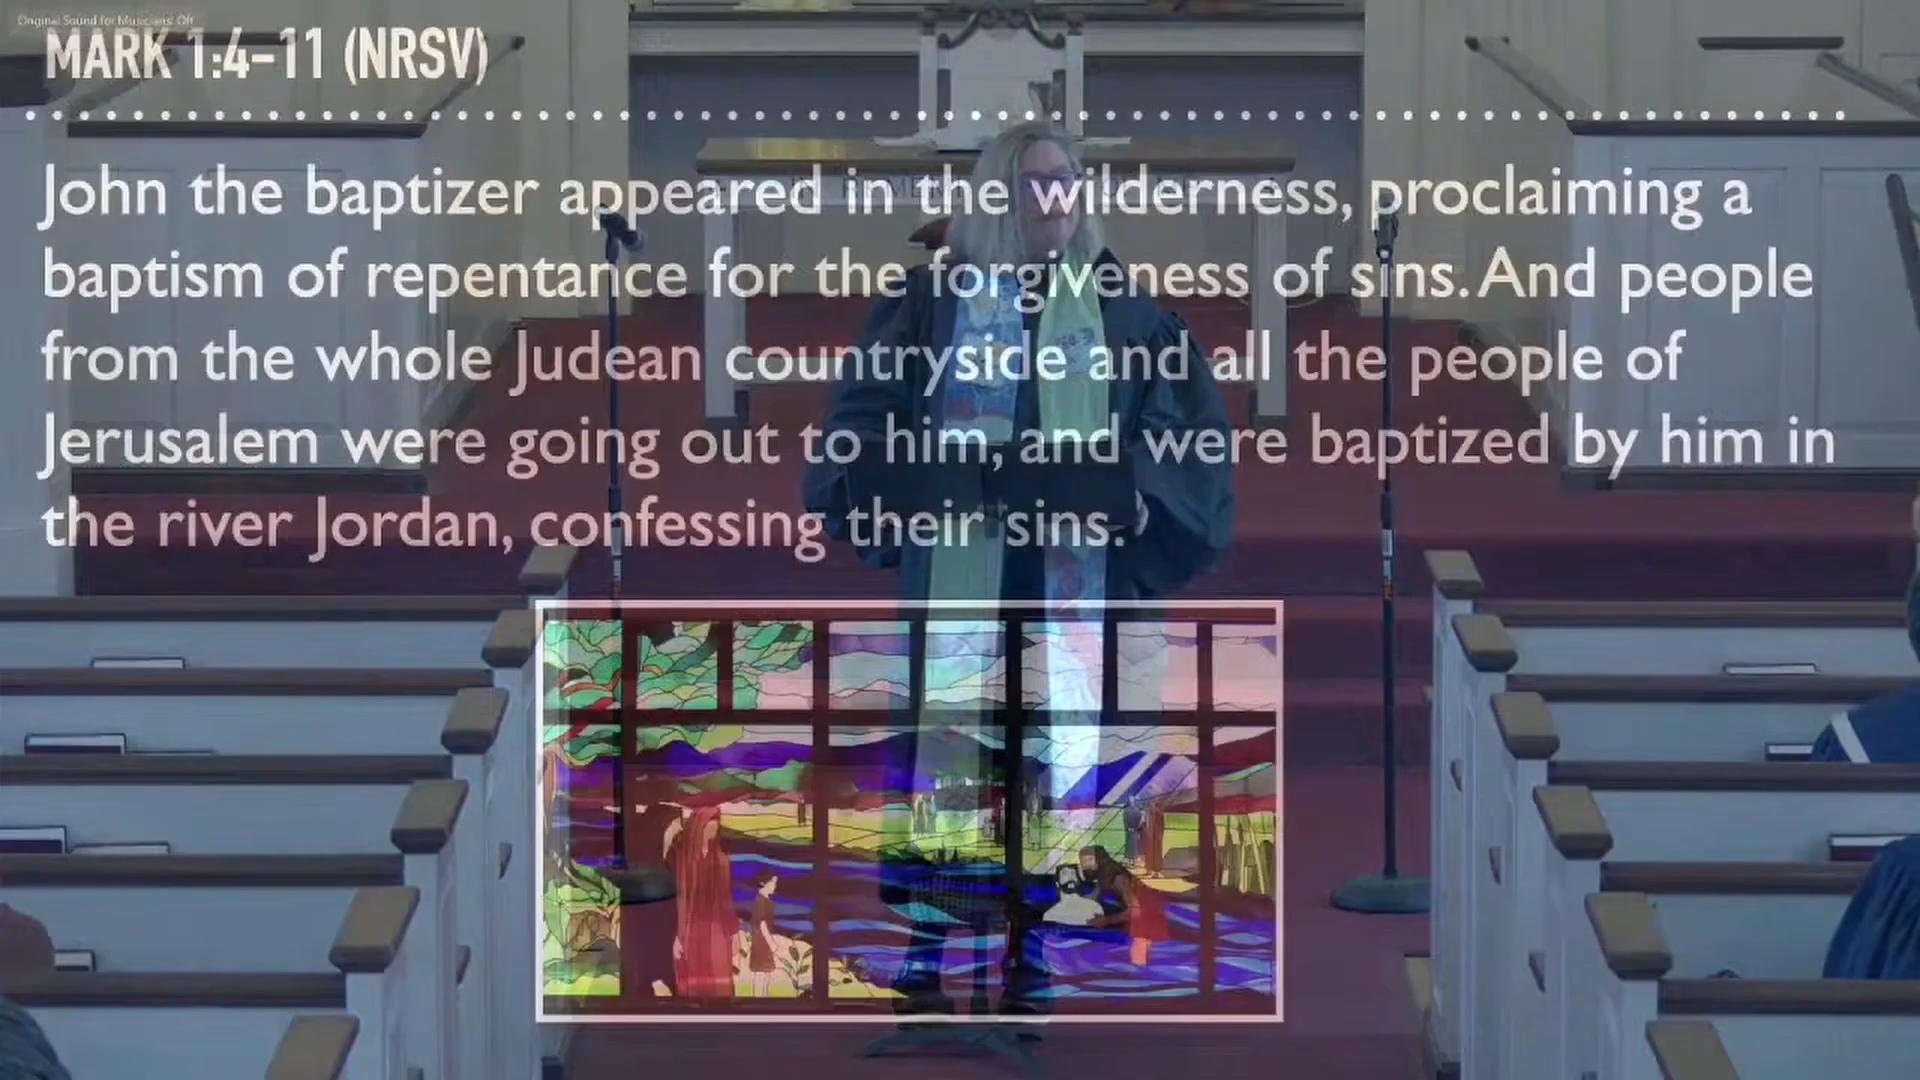 Original Sound for Musicians: Off
MARK 1:4–11 (NRSV)
John the baptizer appeared in the wilderness, proclaiming a
baptism of repentance for the forgiveness of sins. And people
from the whole Judean countryside and all the people of
Jerusalem were going out to him, and were baptized by him in
the river Jordan, confessing their sins.